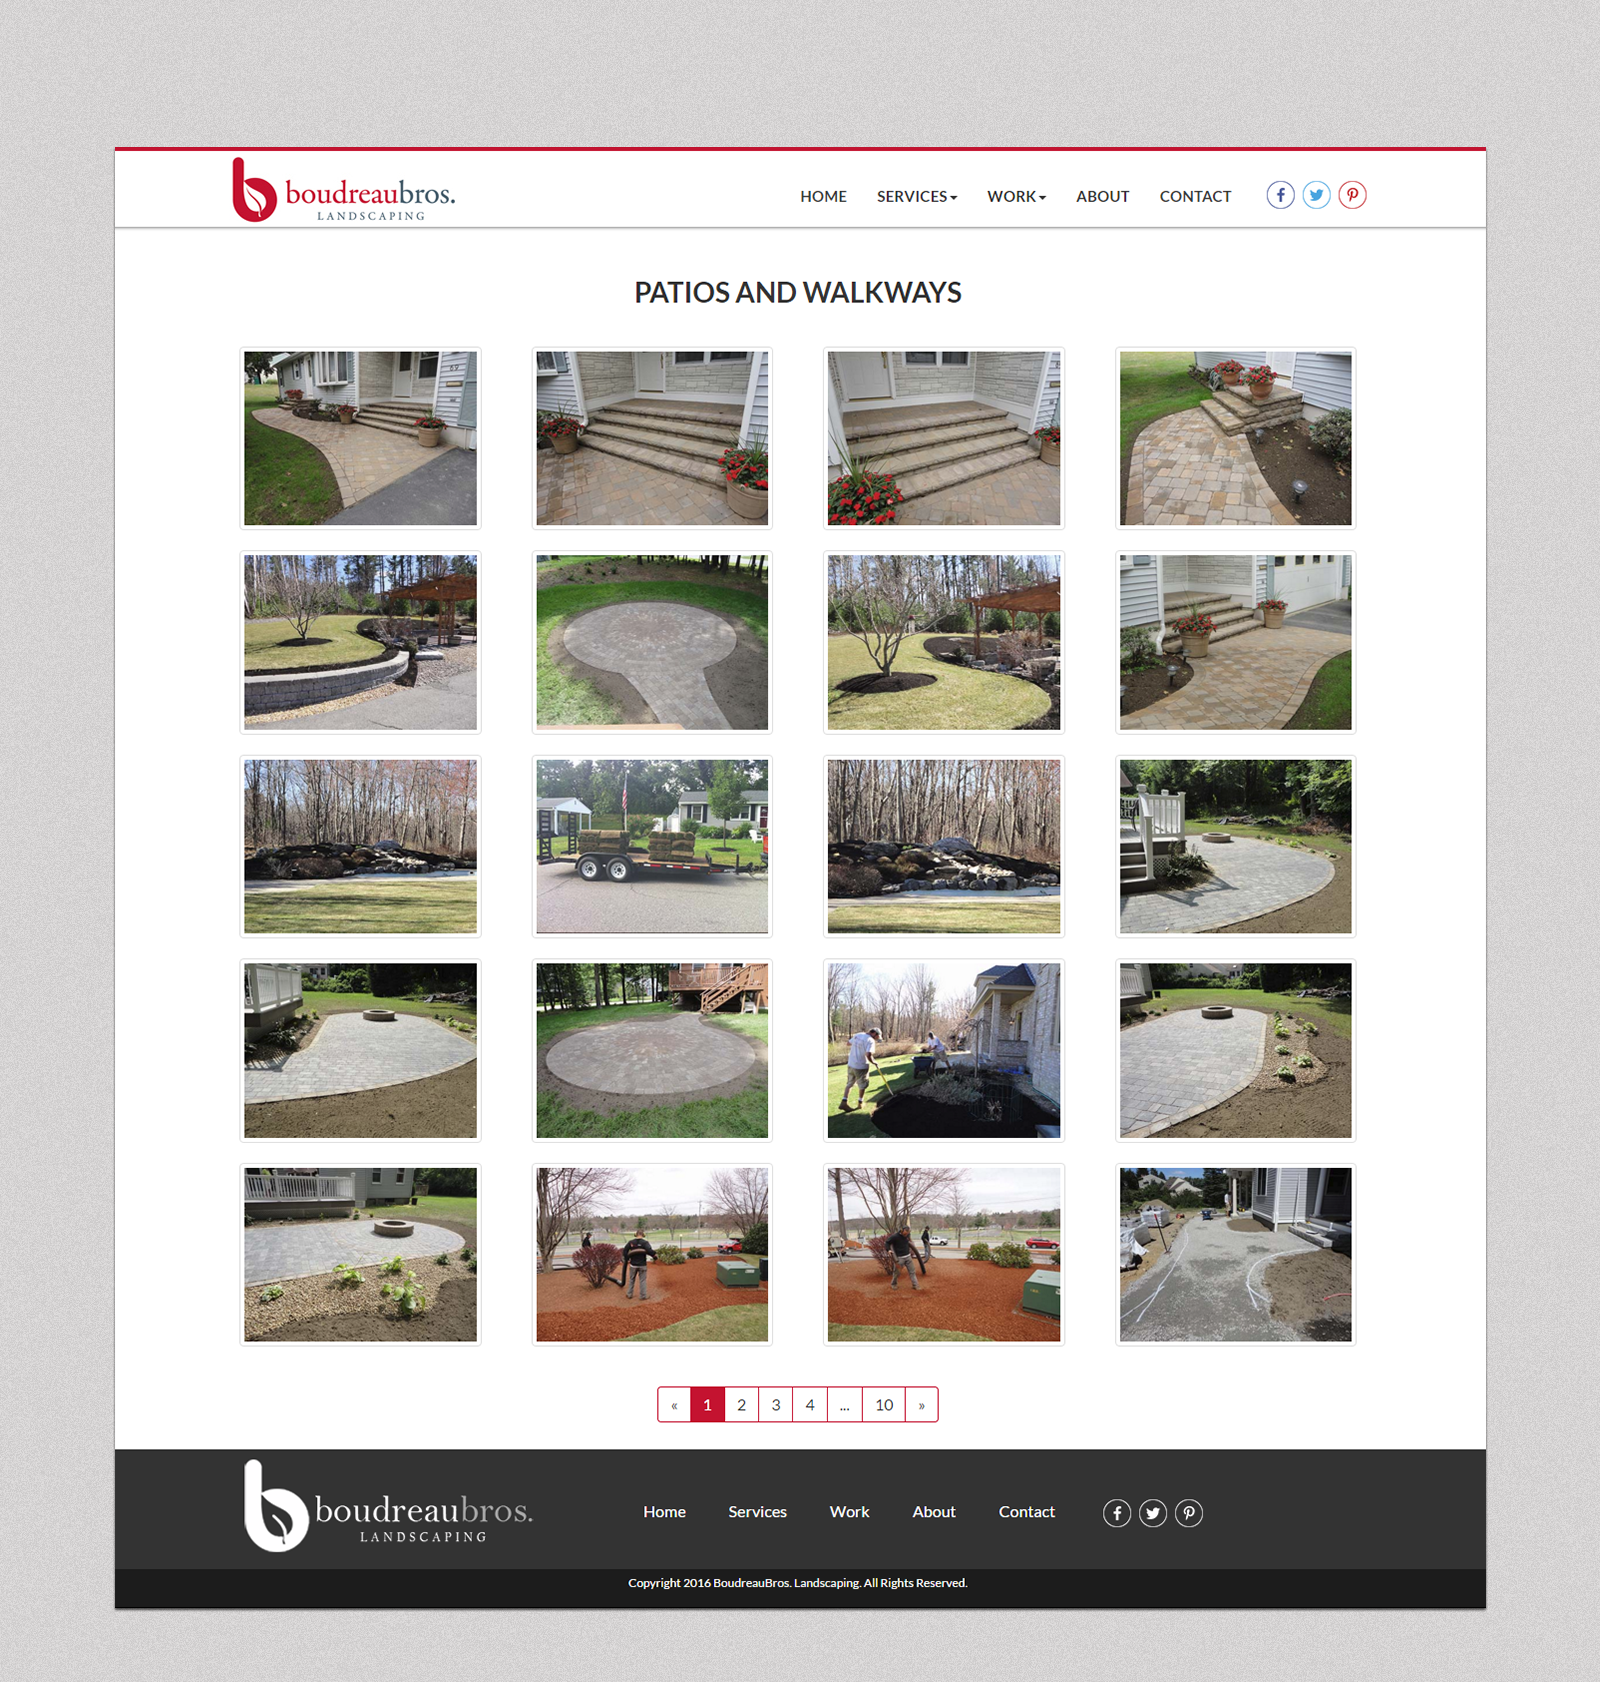 boudreaubros.
LANDSCAPING
HOME SERVICES WORK ABOUT CONTACT
PATIOS AND WALKWAYS
« 1 2 3 4 ... 10 »
boudreaubros.
LANDSCAPING
Home Services Work About Contact
Copyright 2016 BoudreauBros. Landscaping. All Rights Reserved.